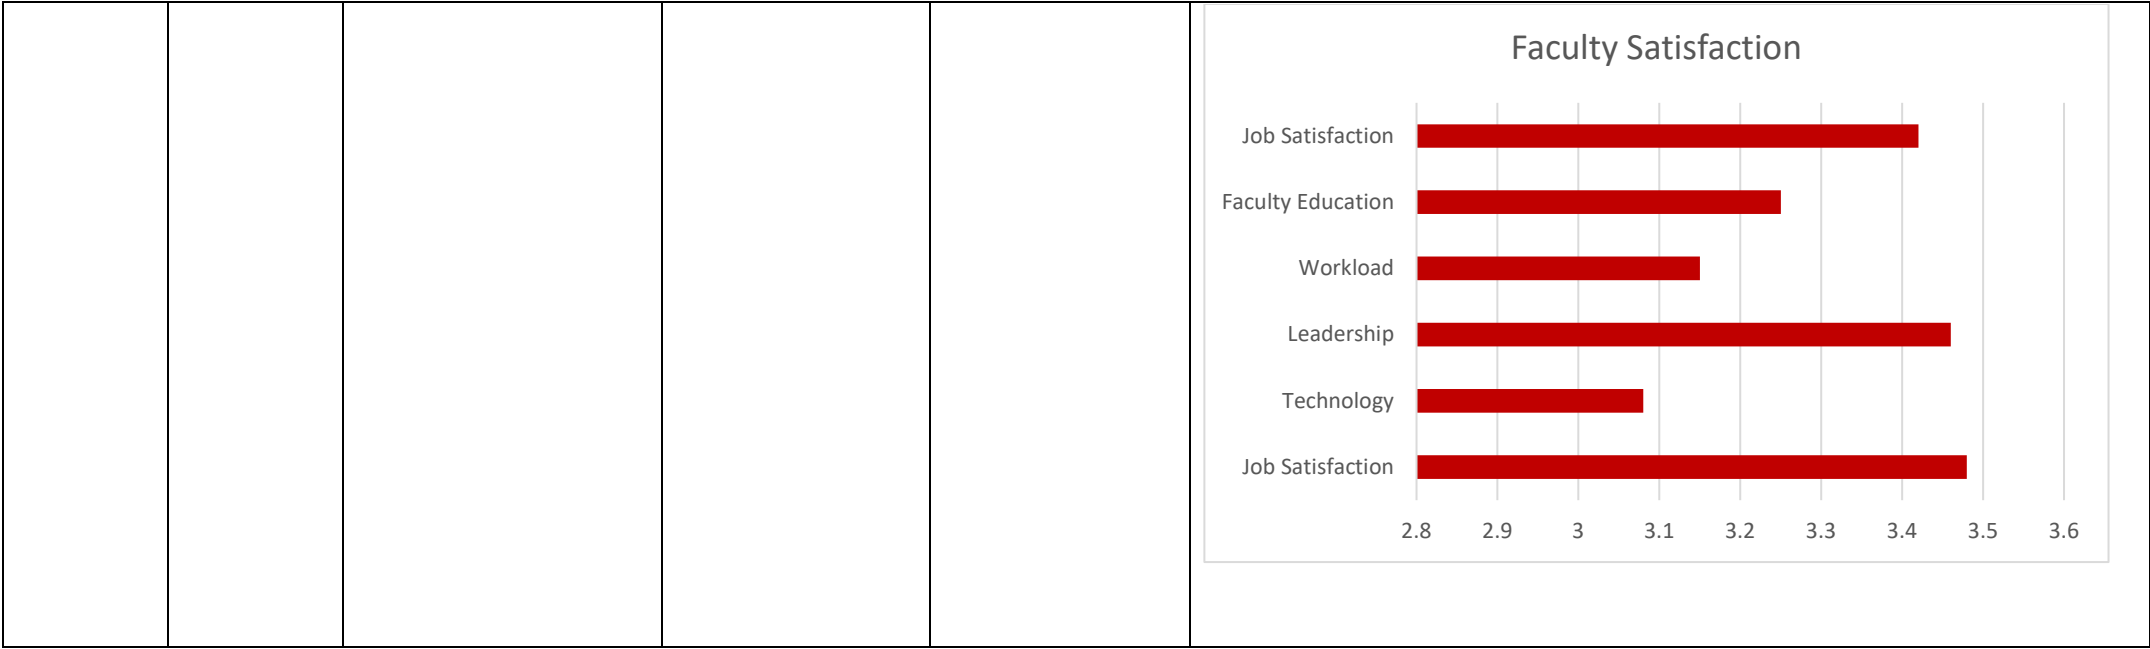 Faculty Satisfaction
Job Satisfaction
Faculty Education
Workload
Leadership
Technology
Job Satisfaction
2.8 2.9 3 3.1 3.2 3.3 3.4 3.5 3.6